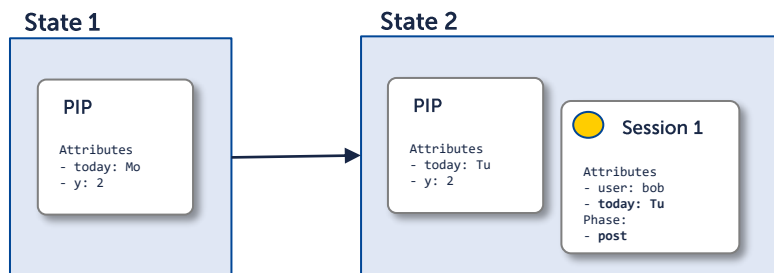 State 1
PIP
Attributes
- today: Mo
- y: 2
State 2
PIP
Attributes
- today: Tu
- y: 2
Session 1
Attributes
- user: bob
- today: Tu
Phase:
- post